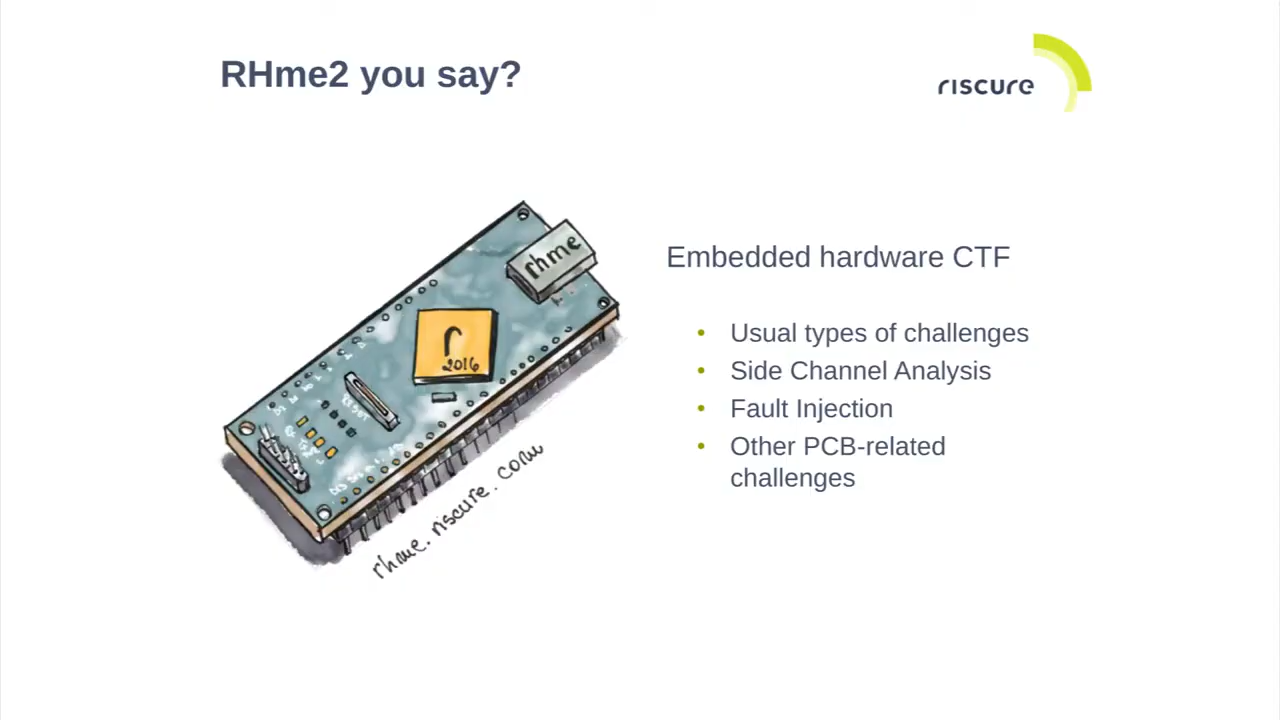 RHme2 you say?
riscure
rhme
r
2016
RESET
rhme.riscure.com
Embedded hardware CTF
• Usual types of challenges
• Side Channel Analysis
• Fault Injection
• Other PCB-related
challenges